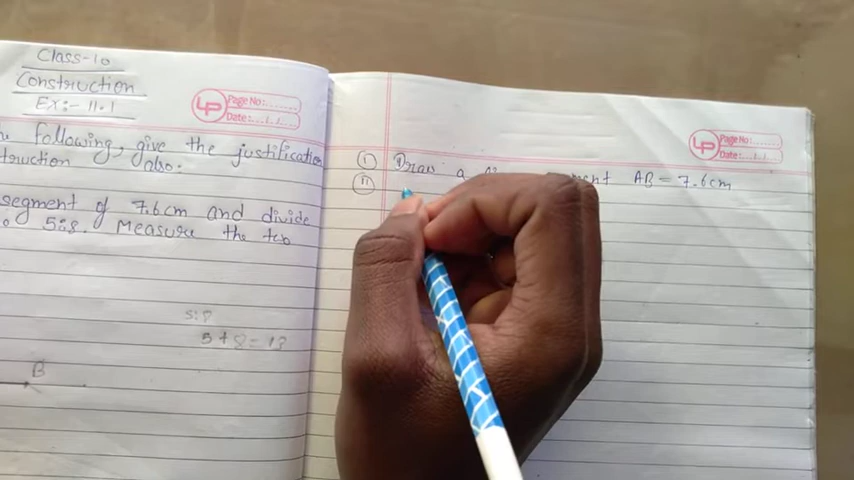 Class-10
Construction
Ex:- 11.1
LP Page No:.......
Date:.../.../...
following, give the justification
truction also.
segment of 7.6cm and divide
5:8. Measure the two
5:8
5+8=13
B
LP Page No:.......
Date:.../.../...
(i) Draw a ment AB = 7.6cm
(ii)